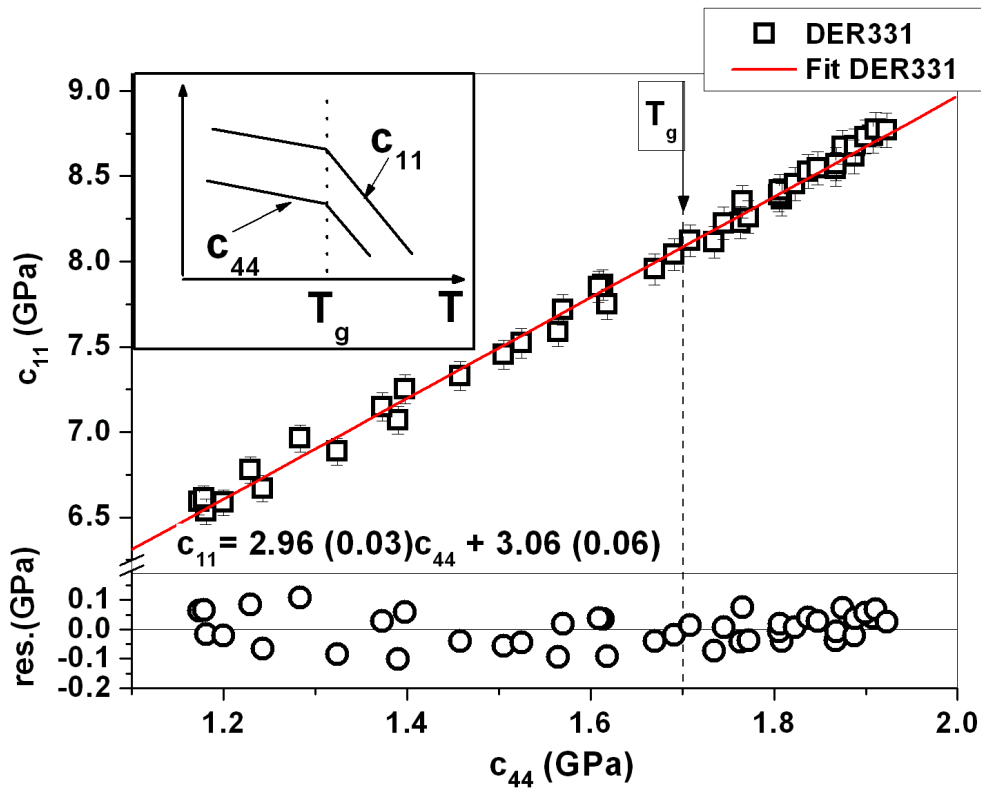 DER331
Fit DER331
9.0
8.5
8.0
7.5
7.0
6.5
c11 (GPa)
c11
c44
Tg
T
Tg
c11= 2.96 (0.03)c44 + 3.06 (0.06)
0.1
0.0
-0.1
-0.2
res.(GPa)
1.2 1.4 1.6 1.8 2.0
c44 (GPa)